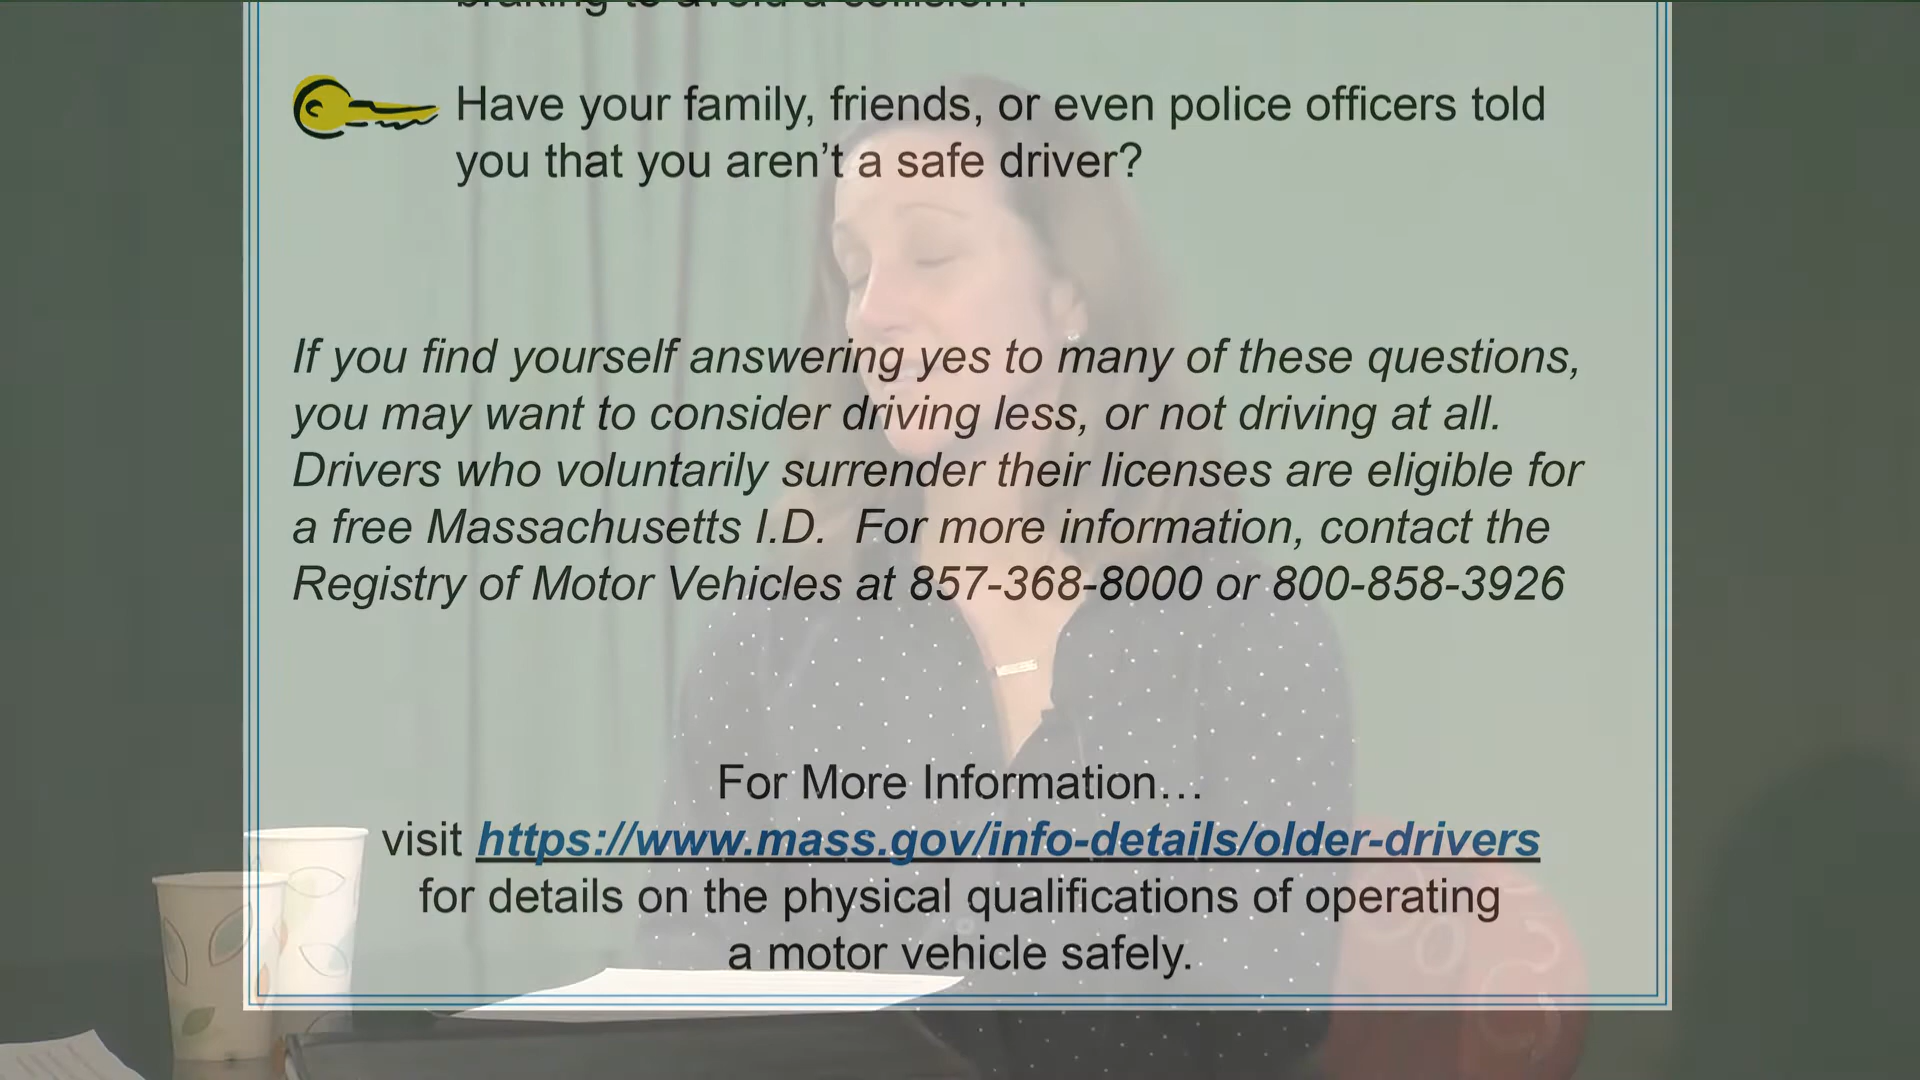 braking to avoid a collision?
Have your family, friends, or even police officers told
you that you aren’t a safe driver?
If you find yourself answering yes to many of these questions,
you may want to consider driving less, or not driving at all.
Drivers who voluntarily surrender their licenses are eligible for
a free Massachusetts I.D.  For more information, contact the
Registry of Motor Vehicles at 857-368-8000 or 800-858-3926
For More Information…
visit https://www.mass.gov/info-details/older-drivers
for details on the physical qualifications of operating
a motor vehicle safely.